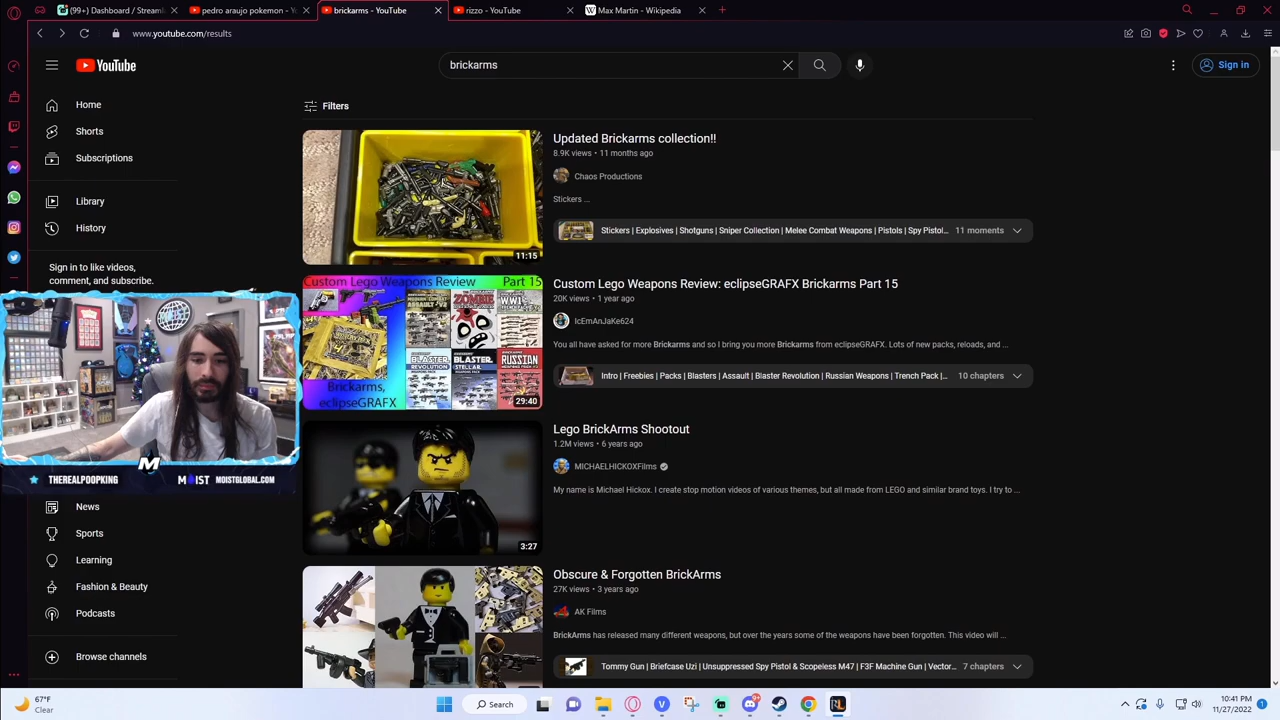 (99+) Dashboard / Streaml
pedro araujo pokemon - Yo
brickarms - YouTube
rizzo - YouTube
Max Martin - Wikipedia
www.youtube.com/results
YouTube
brickarms
Sign in
Home
Shorts
Subscriptions
Library
History
Sign in to like videos,
comment, and subscribe.
Filters
11:15
Updated Brickarms collection!!
8.9K views • 11 months ago
Chaos Productions
Stickers ...
Stickers | Explosives | Shotguns | Sniper Collection | Melee Combat Weapons | Pistols | Spy Pistol...
11 moments
Custom Lego Weapons Review
Part 15
ZOMBIE
WW1
BLASTER
REVOLUTION
BLASTER
STELLAR
RUSSIAN
Brickarms,
eclipseGRAFX
29:40
Custom Lego Weapons Review: eclipseGRAFX Brickarms Part 15
20K views • 1 year ago
IcEmAnJaKe624
You all have asked for more Brickarms and so I bring you more Brickarms from eclipseGRAFX. Lots of new packs, reloads, and ...
Intro | Freebies | Packs | Blasters | Assault | Blaster Revolution | Russian Weapons | Trench Pack |...
10 chapters
THEREALPOOPKING
M
MOIST
MOISTGLOBAL.COM
3:27
Lego BrickArms Shootout
1.2M views • 6 years ago
MICHAELHICKOXFilms
My name is Michael Hickox. I create stop motion videos of various themes, but all made from LEGO and similar brand toys. I try to ...
News
Sports
Learning
Fashion & Beauty
Podcasts
Browse channels
Obscure & Forgotten BrickArms
27K views • 3 years ago
AK Films
BrickArms has released many different weapons, but over the years some of the weapons have been forgotten. This video will ...
Tommy Gun | Briefcase Uzi | Unsuppressed Spy Pistol & Scopeless M47 | F3F Machine Gun | Vector...
7 chapters
67°F
Clear
Search
10:41 PM
11/27/2022